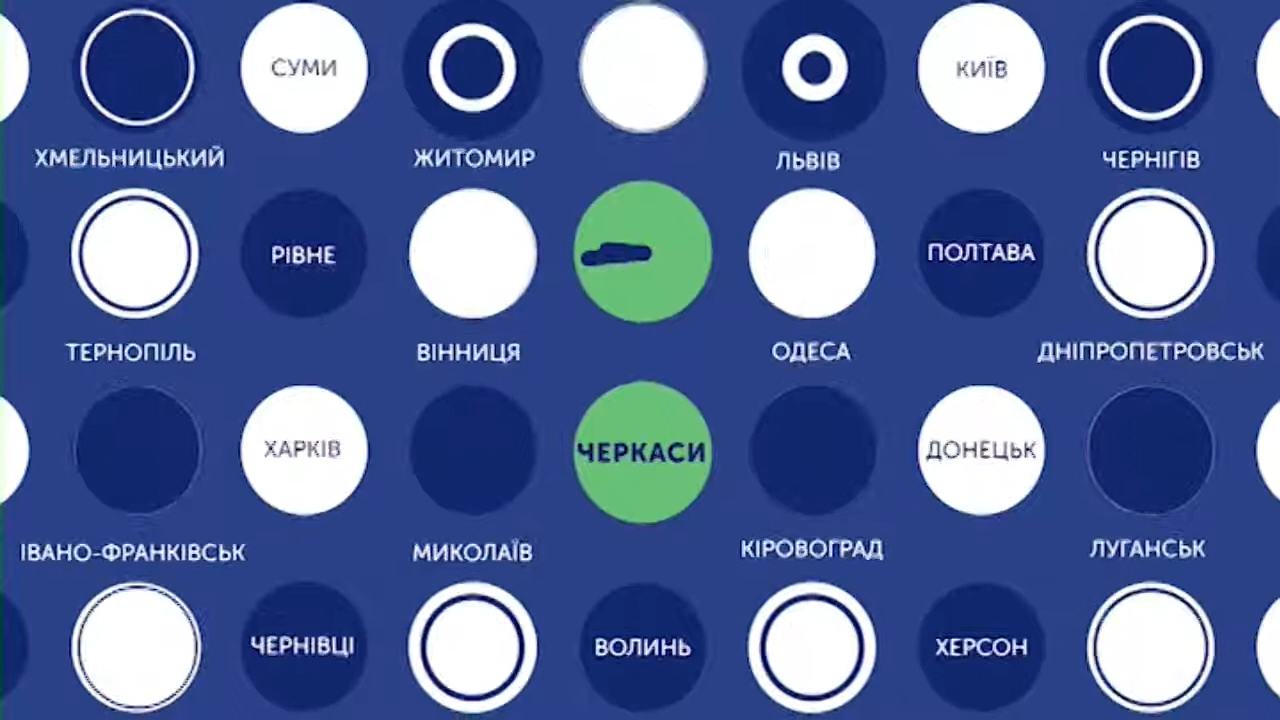 СУМИ
КИЇВ
ХМЕЛЬНИЦЬКИЙ
ЖИТОМИР
ЛЬВІВ
ЧЕРНІГІВ
РІВНЕ
ПОЛТАВА
ТЕРНОПІЛЬ
ВІННИЦЯ
ОДЕСА
ДНІПРОПЕТРОВСЬК
ХАРКІВ
ЧЕРКАСИ
ДОНЕЦЬК
ІВАНО-ФРАНКІВСЬК
МИКОЛАЇВ
КІРОВОГРАД
ЛУГАНСЬК
ЧЕРНІВЦІ
ВОЛИНЬ
ХЕРСОН